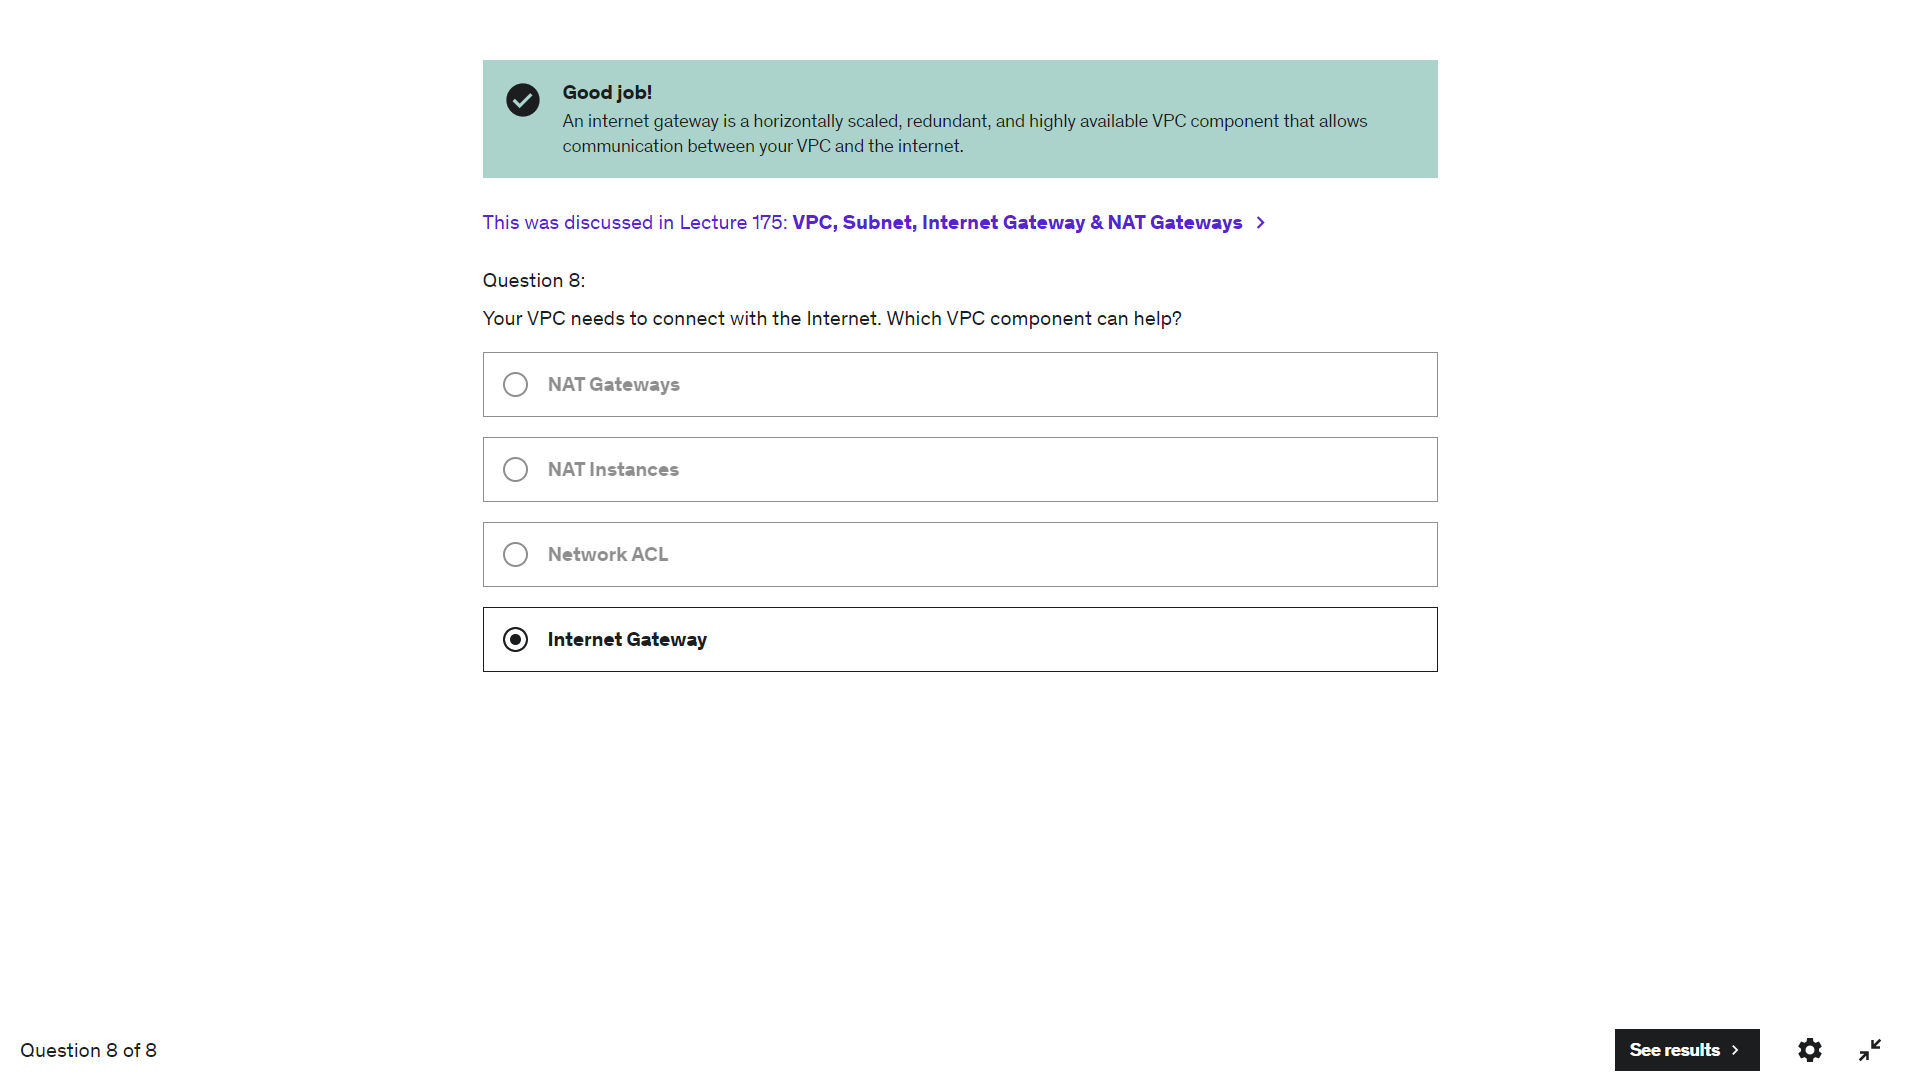 Good job!
An internet gateway is a horizontally scaled, redundant, and highly available VPC component that allows
communication between your VPC and the internet.
This was discussed in Lecture 175: VPC, Subnet, Internet Gateway & NAT Gateways
Question 8:
Your VPC needs to connect with the Internet. Which VPC component can help?
NAT Gateways
NAT Instances
Network ACL
Internet Gateway
Question 8 of 8
See results